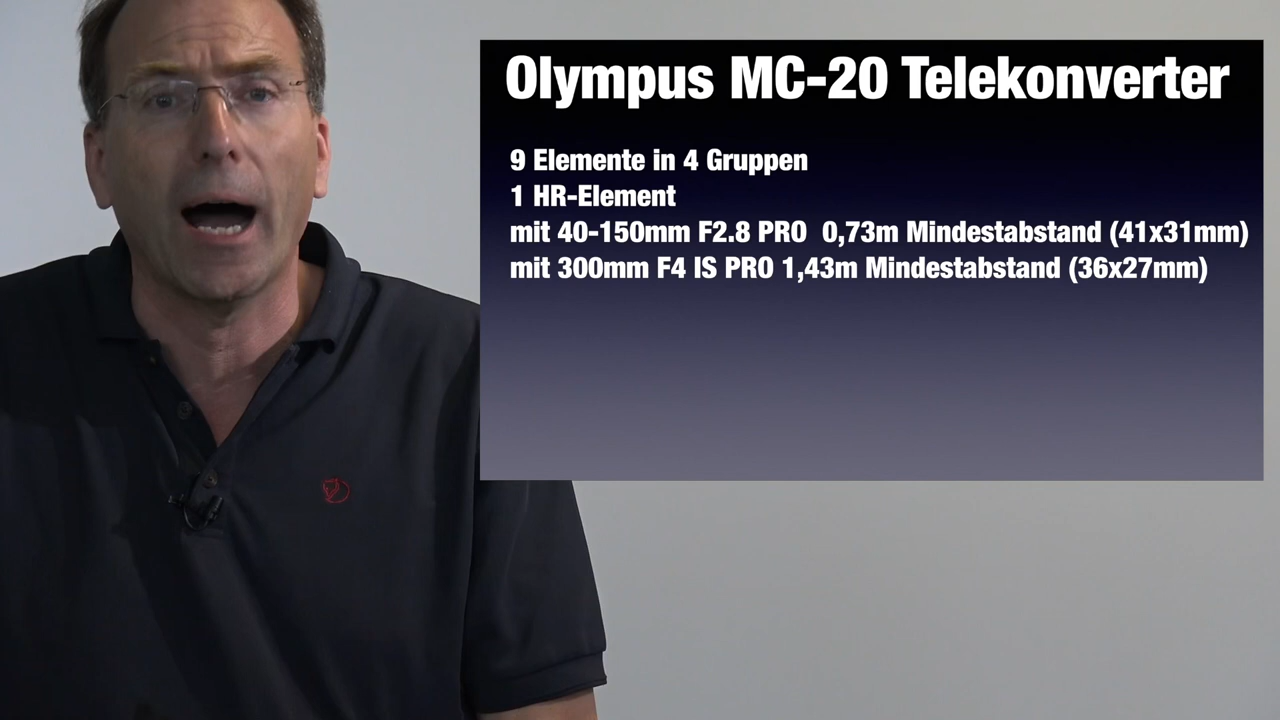 Olympus MC-20 Telekonverter
9 Elemente in 4 Gruppen
1 HR-Element
mit 40-150mm F2.8 PRO 0,73m Mindestabstand (41x31mm)
mit 300mm F4 IS PRO 1,43m Mindestabstand (36x27mm)